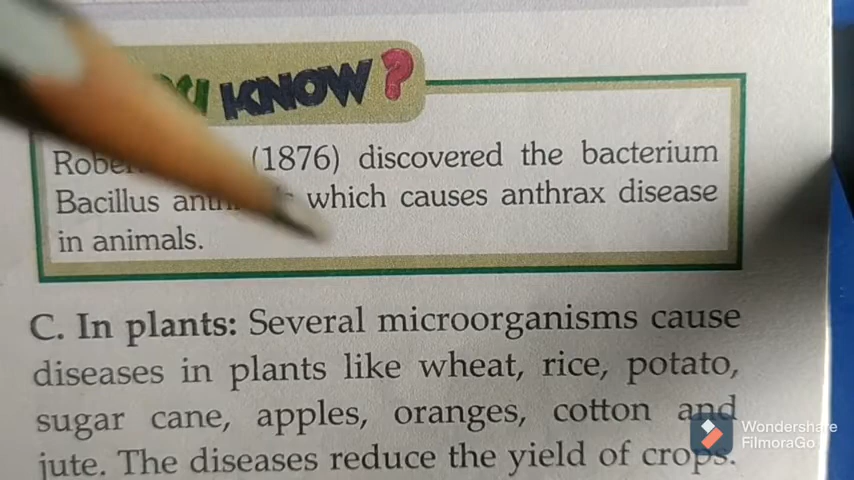 KNOW?
(1876) discovered the bacterium
Bacillus which causes anthrax disease
in animals.
C. In plants: Several microorganisms cause
diseases in plants like wheat, rice, potato,
sugar cane, apples, oranges, cotton and
jute. The diseases reduce the yield of crops.
Wondershare
FilmoraGo